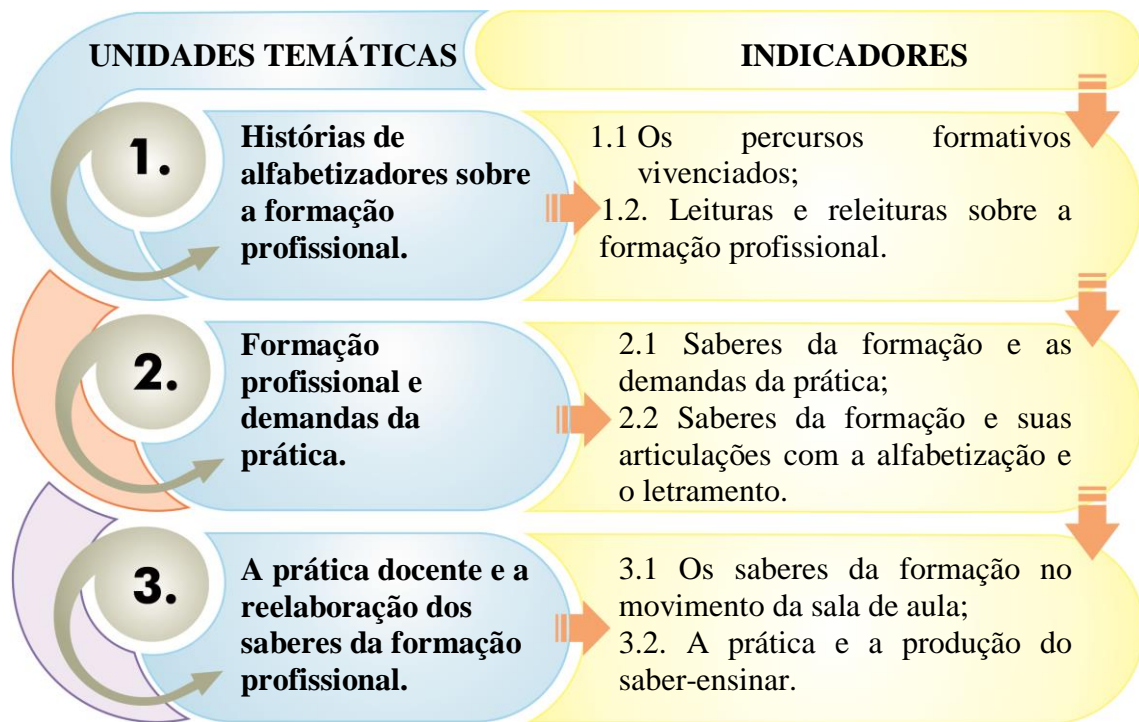 UNIDADES TEMÁTICAS
INDICADORES
1.
Histórias de
alfabetizadores sobre
a formação
profissional.
1.1 Os percursos formativos
vivenciados;
1.2. Leituras e releituras sobre a
formação profissional.
2.
Formação
profissional e
demandas da
prática.
2.1 Saberes da formação e as
demandas da prática;
2.2 Saberes da formação e suas
articulações com a alfabetização e
o letramento.
3.
A prática docente e a
reelaboração dos
saberes da formação
profissional.
3.1 Os saberes da formação no
movimento da sala de aula;
3.2. A prática e a produção do
saber-ensinar.